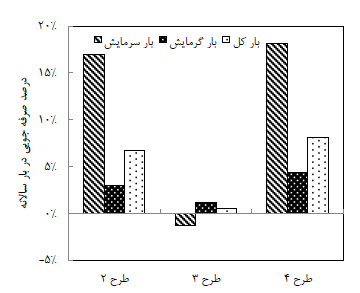 ۲۰٪
بار سرمایش بار گرمایش بار کل
۱۵٪
۱۰٪
۵٪
۰٪
-۵٪
درصد صرفه جویی در بار سالانه
طرح ۲ طرح ۳ طرح ۴